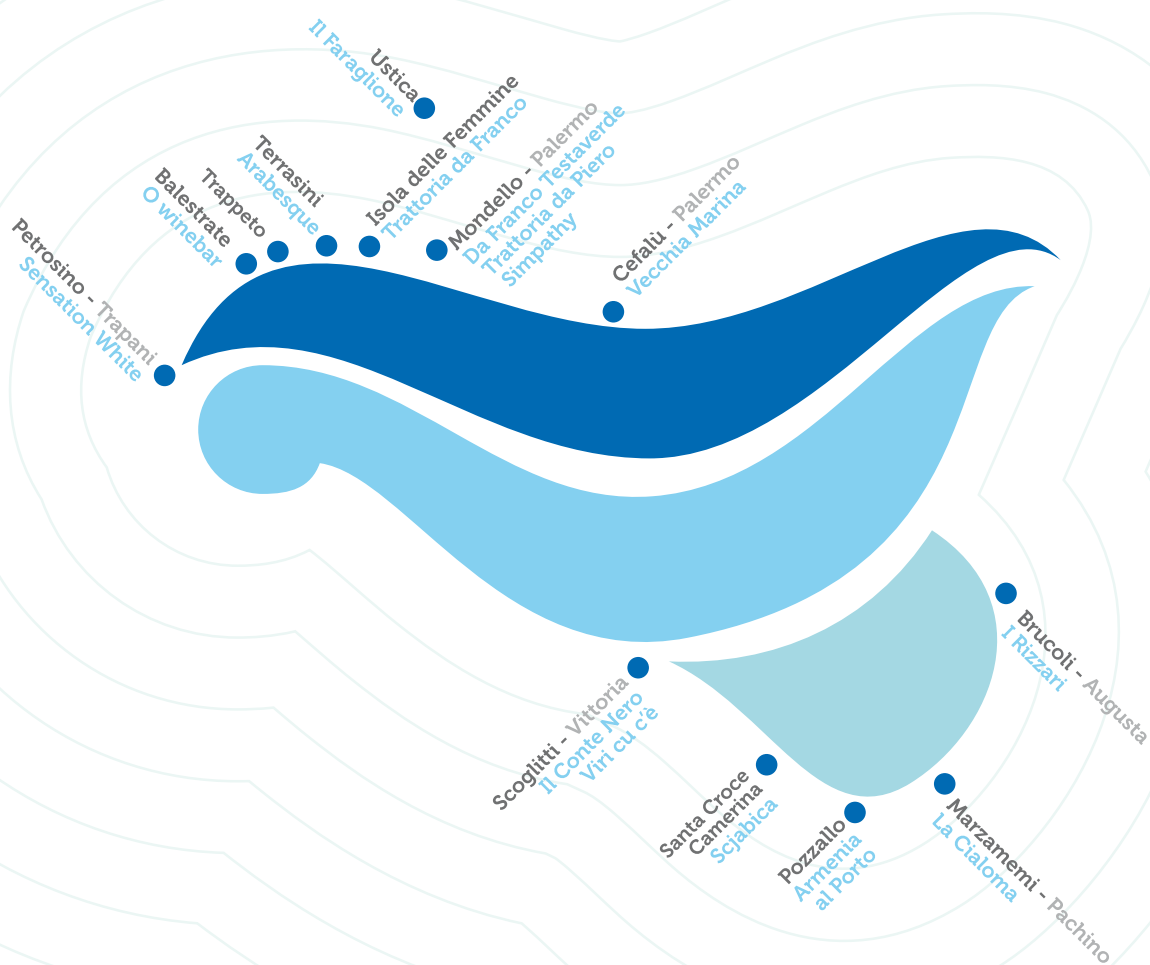 Ustica
Il Faraglione
Isola delle Femmine
Trattoria da Franco
Mondello - Palermo
Da Franco Testaverde
Trattoria da Piero
Simpathy
Terrasini
Arabesque
Trappeto
Balestrate
O winebar
Petrosino - Trapani
Sensation White
Cefalù - Palermo
Vecchia Marina
Brucoli - Augusta
I Rizzari
Scoglitti - Vittoria
Il Conte Nero
Viri cu c'è
Santa Croce
Camerina
Scjabica
Pozzallo
Armenia
al Porto
Marzamemi - Pachino
La Cialoma